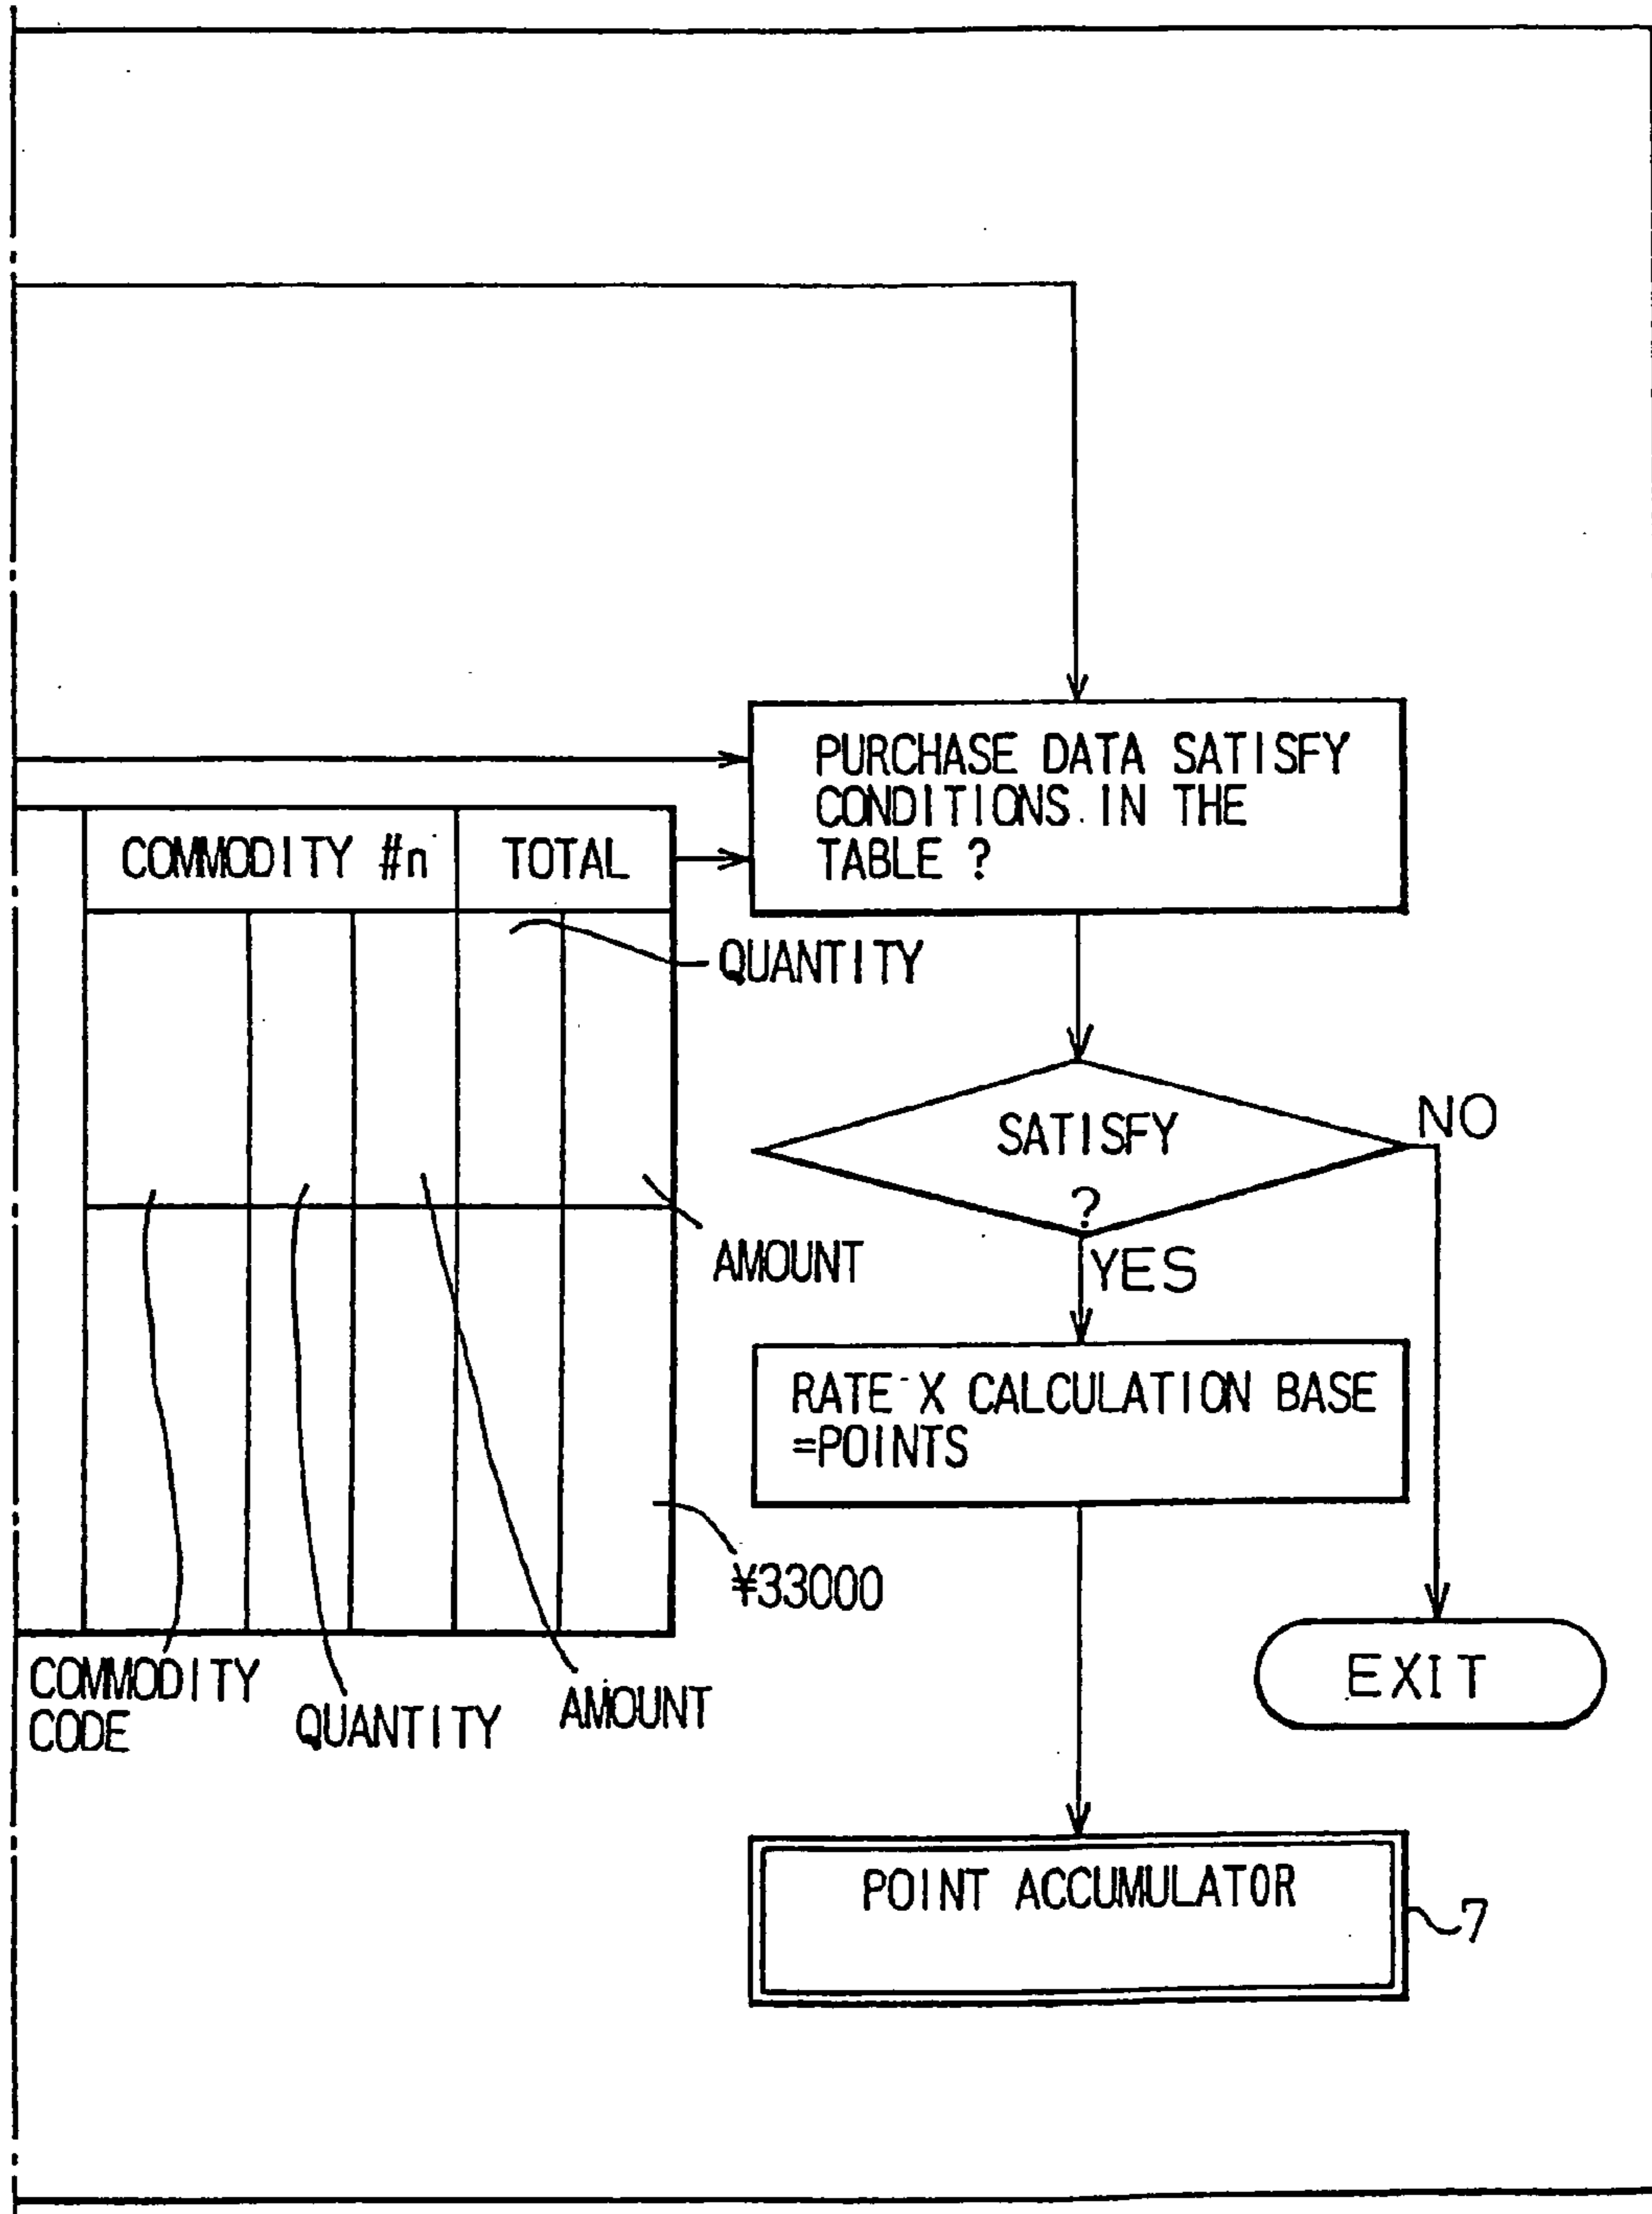 PURCHASE DATA SATISFY
CONDITIONS IN THE
TABLE ?
COMMODITY #n
TOTAL
QUANTITY
SATISFY
?
NO
YES
AMOUNT
RATE X CALCULATION BASE
=POINTS
¥33000
COMMODITY
CODE
QUANTITY
AMOUNT
EXIT
POINT ACCUMULATOR
7